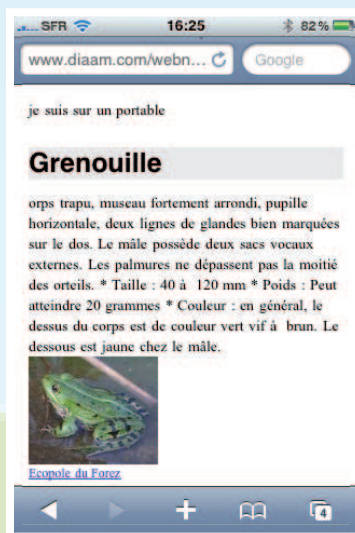 SFR 16:25 82%
www.diaam.com/webn... Google
je suis sur un portable
Grenouille
orps trapu, museau fortement arrondi, pupille
horizontale, deux lignes de glandes bien marquées
sur le dos. Le mâle possède deux sacs vocaux
externes. Les palmures ne dépassent pas la moitié
des orteils. * Taille : 40 à 120 mm * Poids : Peut
atteindre 20 grammes * Couleur : en général, le
dessus du corps est de couleur vert vif à brun. Le
dessous est jaune chez le mâle.
Ecopole du Forez
4